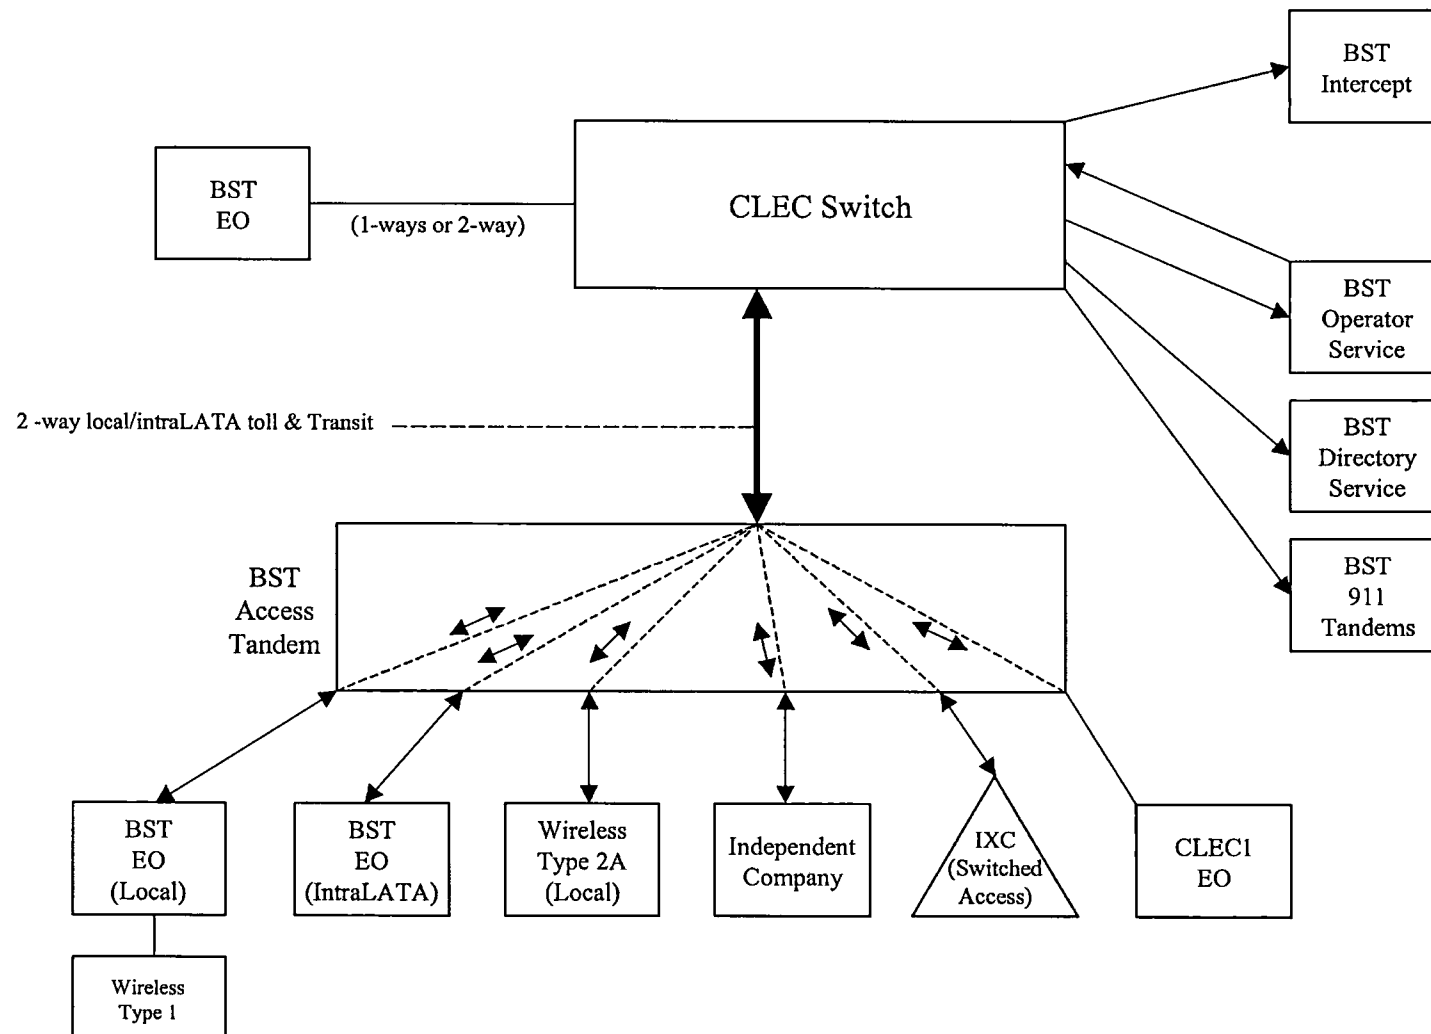 BST
Intercept
BST
EO
(1-ways or 2-way)
CLEC Switch
BST
Operator
Service
2 -way local/intraLATA toll & Transit
BST
Directory
Service
BST
Access
Tandem
BST
911
Tandems
BST
EO
(Local)
BST
EO
(IntraLATA)
Wireless
Type 2A
(Local)
Independent
Company
IXC
(Switched
Access)
CLEC1
EO
Wireless
Type 1